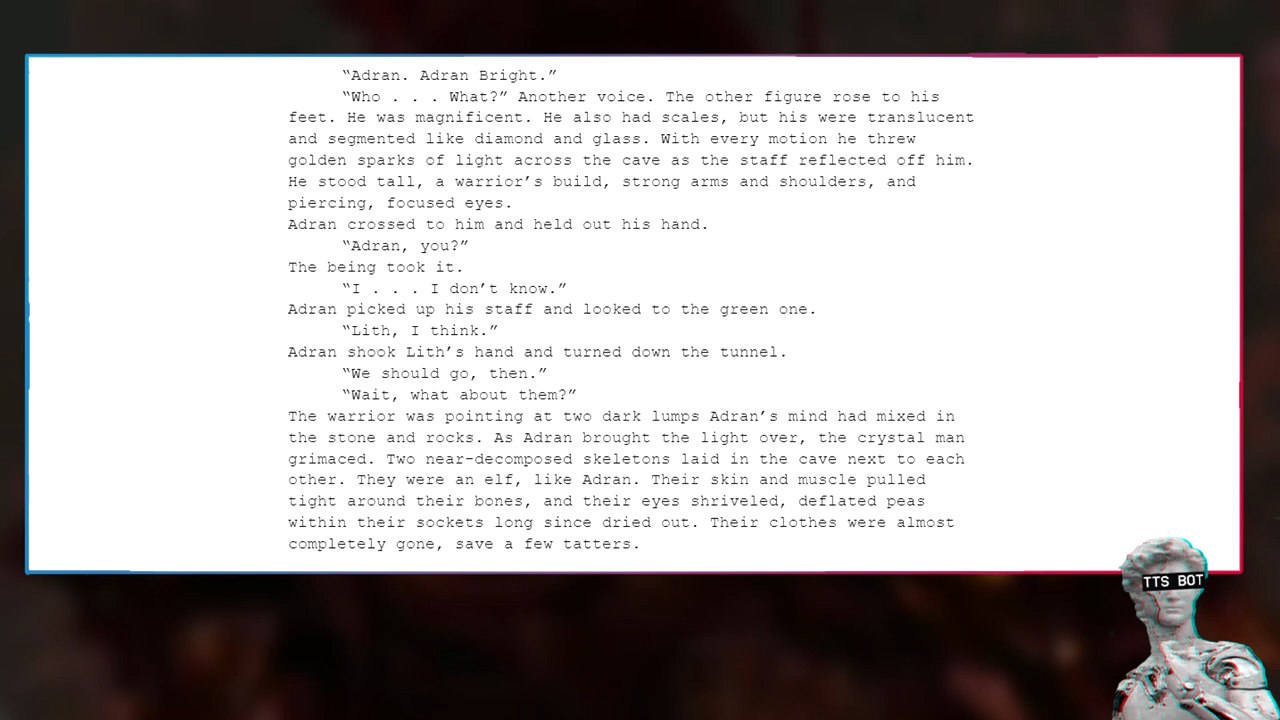 “Adran. Adran Bright.”
“Who . . . What?” Another voice. The other figure rose to his
feet. He was magnificent. He also had scales, but his were translucent
and segmented like diamond and glass. With every motion he threw
golden sparks of light across the cave as the staff reflected off him.
He stood tall, a warrior’s build, strong arms and shoulders, and
piercing, focused eyes.
Adran crossed to him and held out his hand.
“Adran, you?”
The being took it.
“I . . . I don’t know.”
Adran picked up his staff and looked to the green one.
“Lith, I think.”
Adran shook Lith’s hand and turned down the tunnel.
“We should go, then.”
“Wait, what about them?”
The warrior was pointing at two dark lumps Adran’s mind had mixed in
the stone and rocks. As Adran brought the light over, the crystal man
grimaced. Two near-decomposed skeletons laid in the cave next to each
other. They were an elf, like Adran. Their skin and muscle pulled
tight around their bones, and their eyes shriveled, deflated peas
within their sockets long since dried out. Their clothes were almost
completely gone, save a few tatters.
TTS BOT